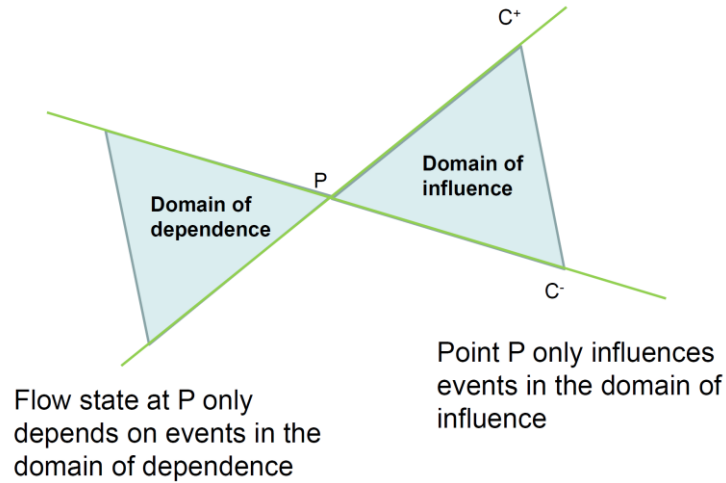 C⁺
P
Domain of
influence
Domain of
dependence
C⁻
Point P only influences
events in the domain of
influence
Flow state at P only
depends on events in the
domain of dependence